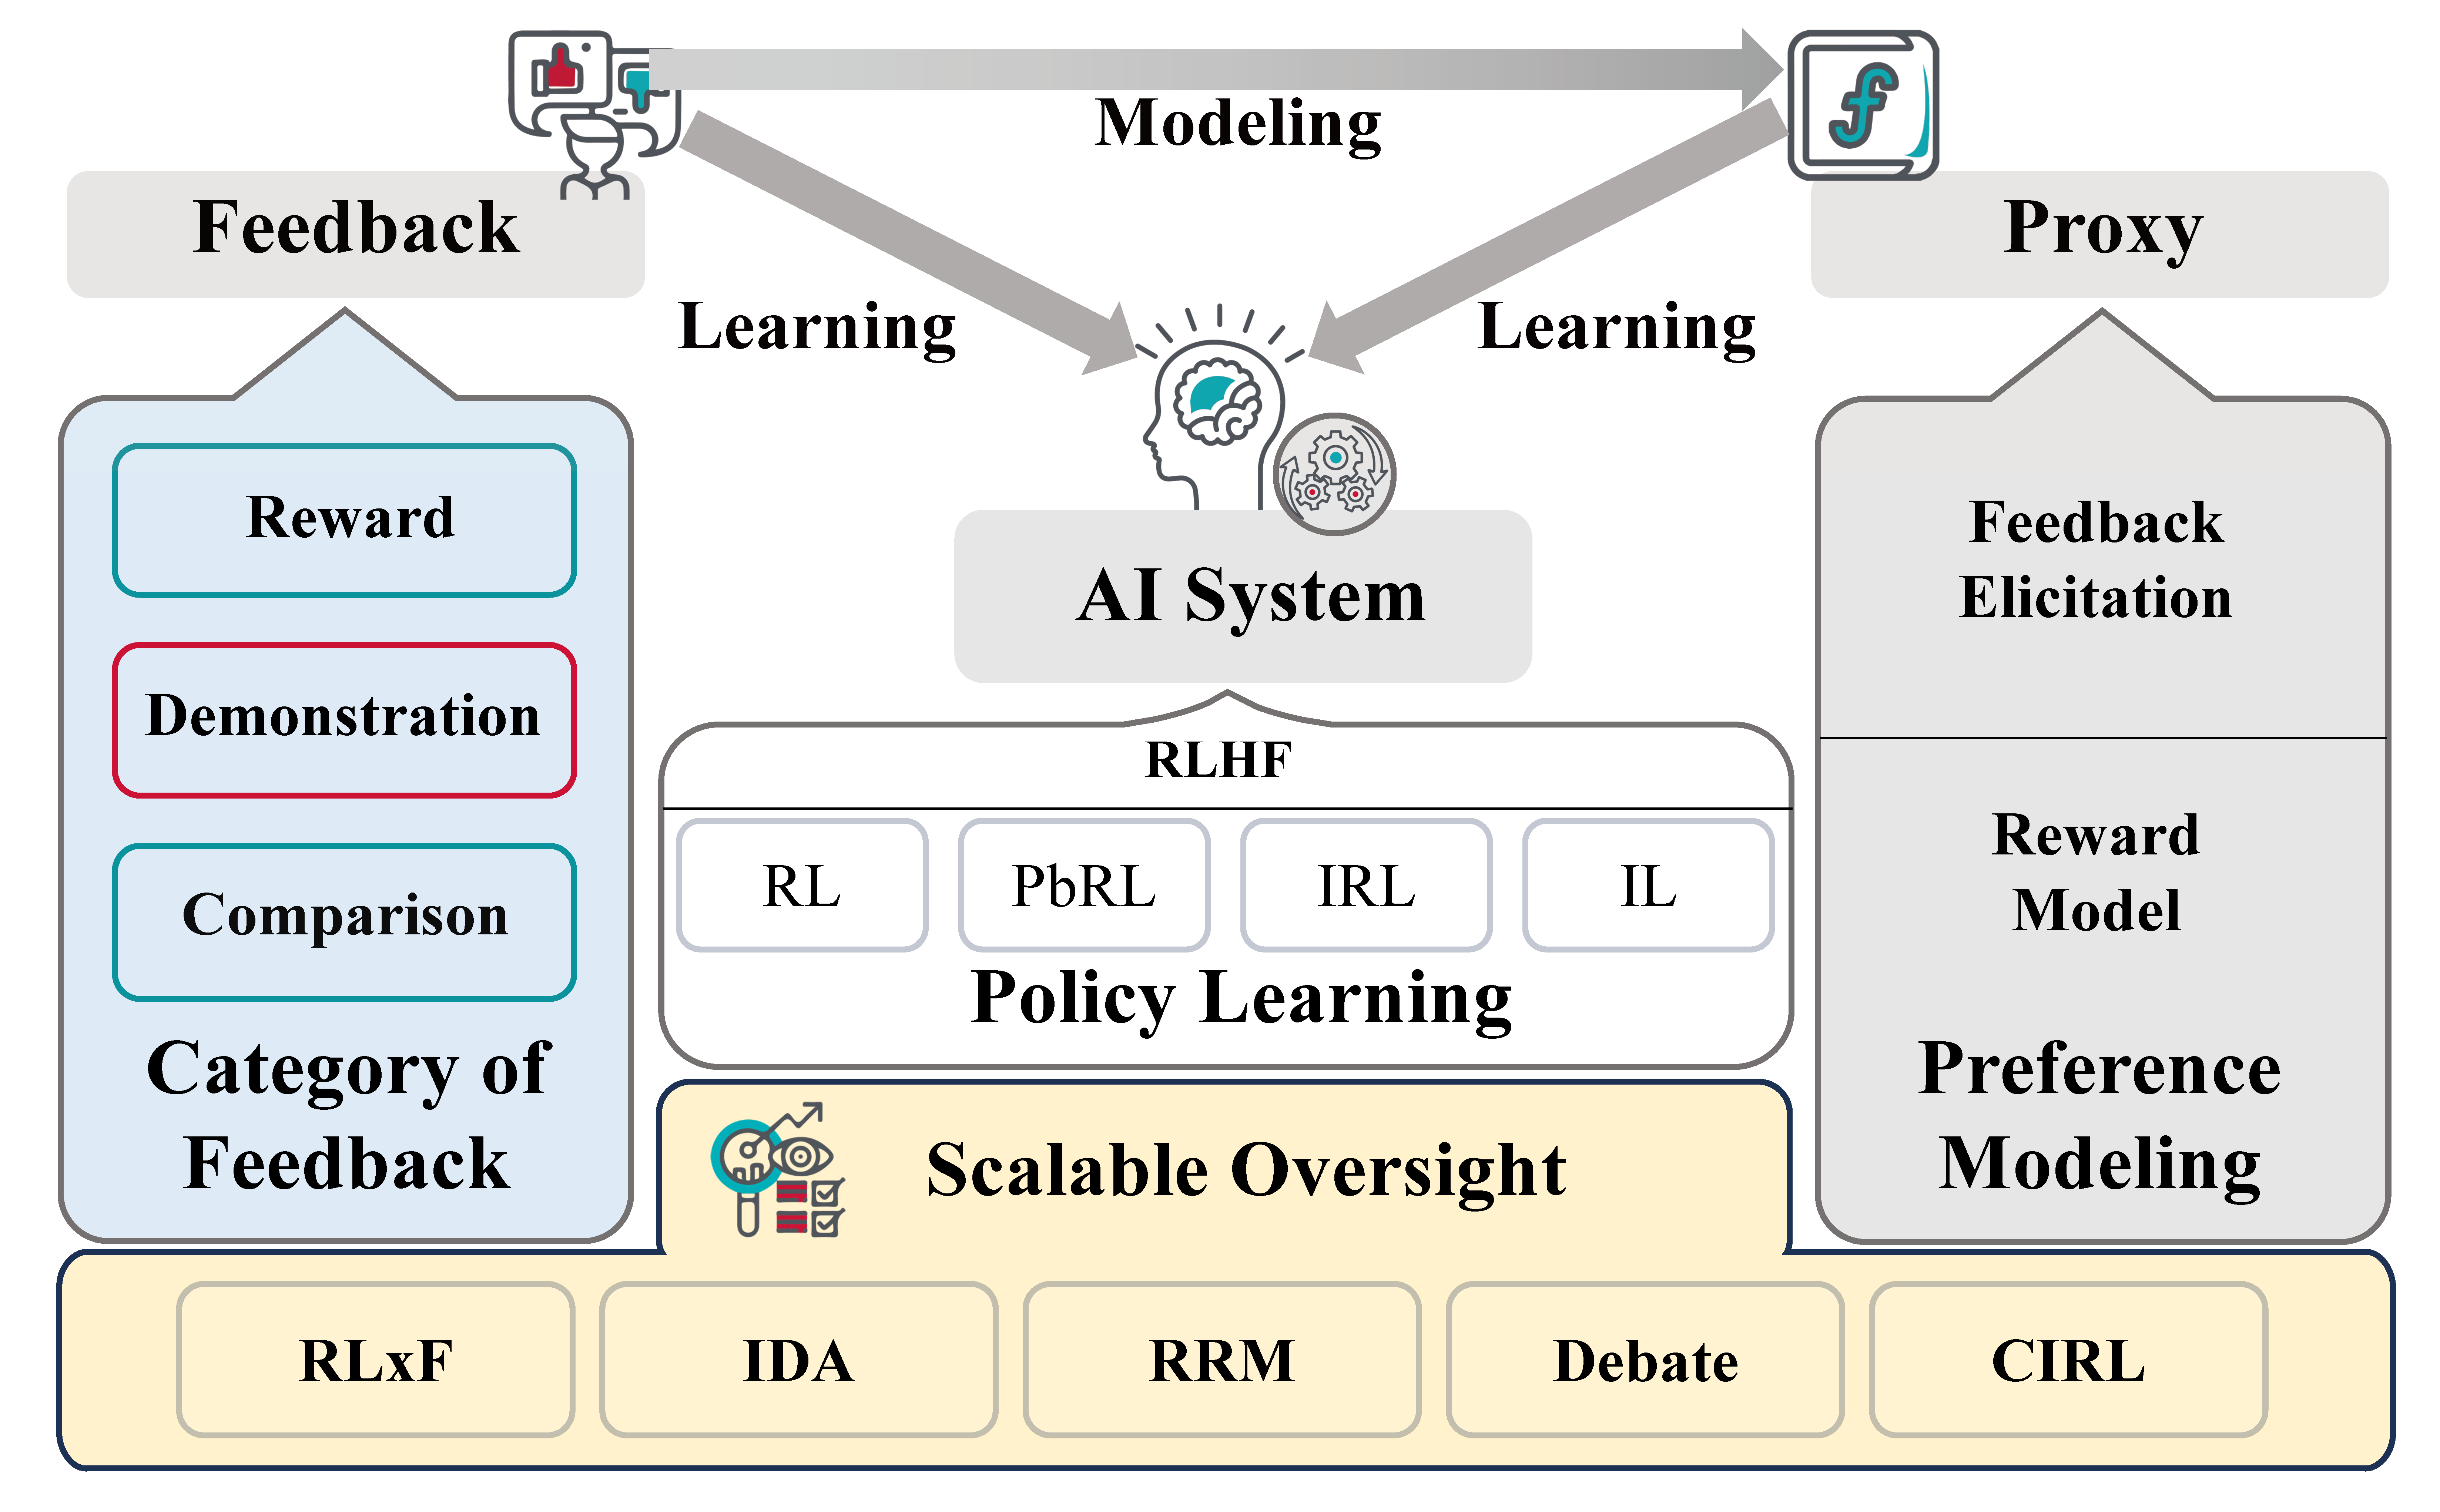 Modeling
Feedback
Proxy
Learning
Learning
AI System
Reward
Demonstration
Comparison
Category of
Feedback
RLHF
RL
PbRL
IRL
IL
Policy Learning
Feedback
Elicitation
Reward
Model
Preference
Modeling
Scalable Oversight
RLxF
IDA
RRM
Debate
CIRL